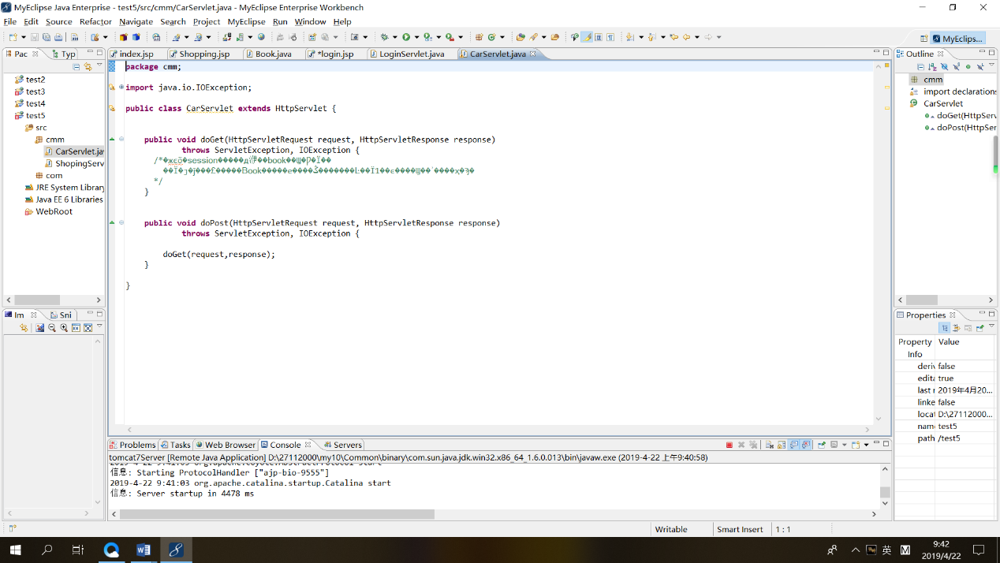 MyEclipse Java Enterprise - test5/src/cmm/CarServlet.java - MyEclipse Enterprise Workbench
File Edit Source Refactor Navigate Search Project MyEclipse Run Window Help
MyEclips...
Pac Typ
index.jsp Shopping.jsp Book.java *login.jsp LoginServlet.java CarServlet.java
Outline
test2
test3
test4
test5
src
cmm
CarServlet.ja
ShopingServ
com
JRE System Library
Java EE 6 Libraries
WebRoot
package cmm;
import java.io.IOException;
public class CarServlet extends HttpServlet {
public void doGet(HttpServletRequest request, HttpServletResponse response)
throws ServletException, IOException {
*/
}
public void doPost(HttpServletRequest request, HttpServletResponse response)
throws ServletException, IOException {
doGet(request,response);
}
}
cmm
import declarations
CarServlet
doGet(HttpServ
doPost(HttpSer
Im Sni
Properties
Property Value
Info
deriv false
edita true
last r 2019年4月20...
linke false
locat D:\27112000...
nam test5
path /test5
Problems Tasks Web Browser Console Servers
tomcat7Server [Remote Java Application] D:\27112000\my10\Common\binary\com.sun.java.jdk.win32.x86_64_1.6.0.013\bin\javaw.exe (2019-4-22 上午9:40:58)
信息: Starting ProtocolHandler ["ajp-bio-9555"]
2019-4-22 9:41:03 org.apache.catalina.startup.Catalina start
信息: Server startup in 4478 ms
Writable Smart Insert 1 : 1
英
9:42
2019/4/22